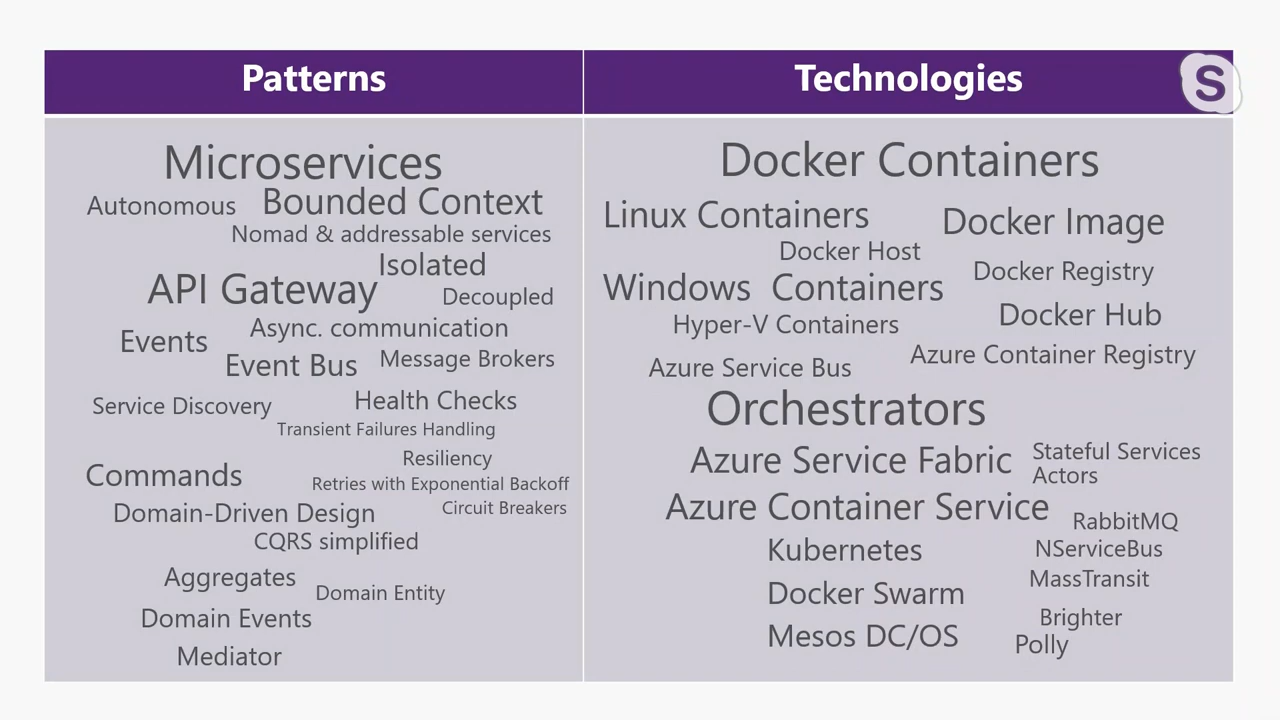 Patterns
Microservices
Autonomous
Bounded Context
Nomad & addressable services
Isolated
API Gateway
Decoupled
Async. communication
Events
Event Bus
Message Brokers
Service Discovery
Health Checks
Transient Failures Handling
Resiliency
Commands
Retries with Exponential Backoff
Circuit Breakers
Domain-Driven Design
CQRS simplified
Aggregates
Domain Entity
Domain Events
Mediator
Technologies
S
Docker Containers
Linux Containers
Docker Image
Docker Host
Docker Registry
Windows Containers
Docker Hub
Hyper-V Containers
Azure Container Registry
Azure Service Bus
Orchestrators
Azure Service Fabric
Stateful Services
Actors
Azure Container Service
RabbitMQ
Kubernetes
NServiceBus
MassTransit
Docker Swarm
Brighter
Mesos DC/OS
Polly